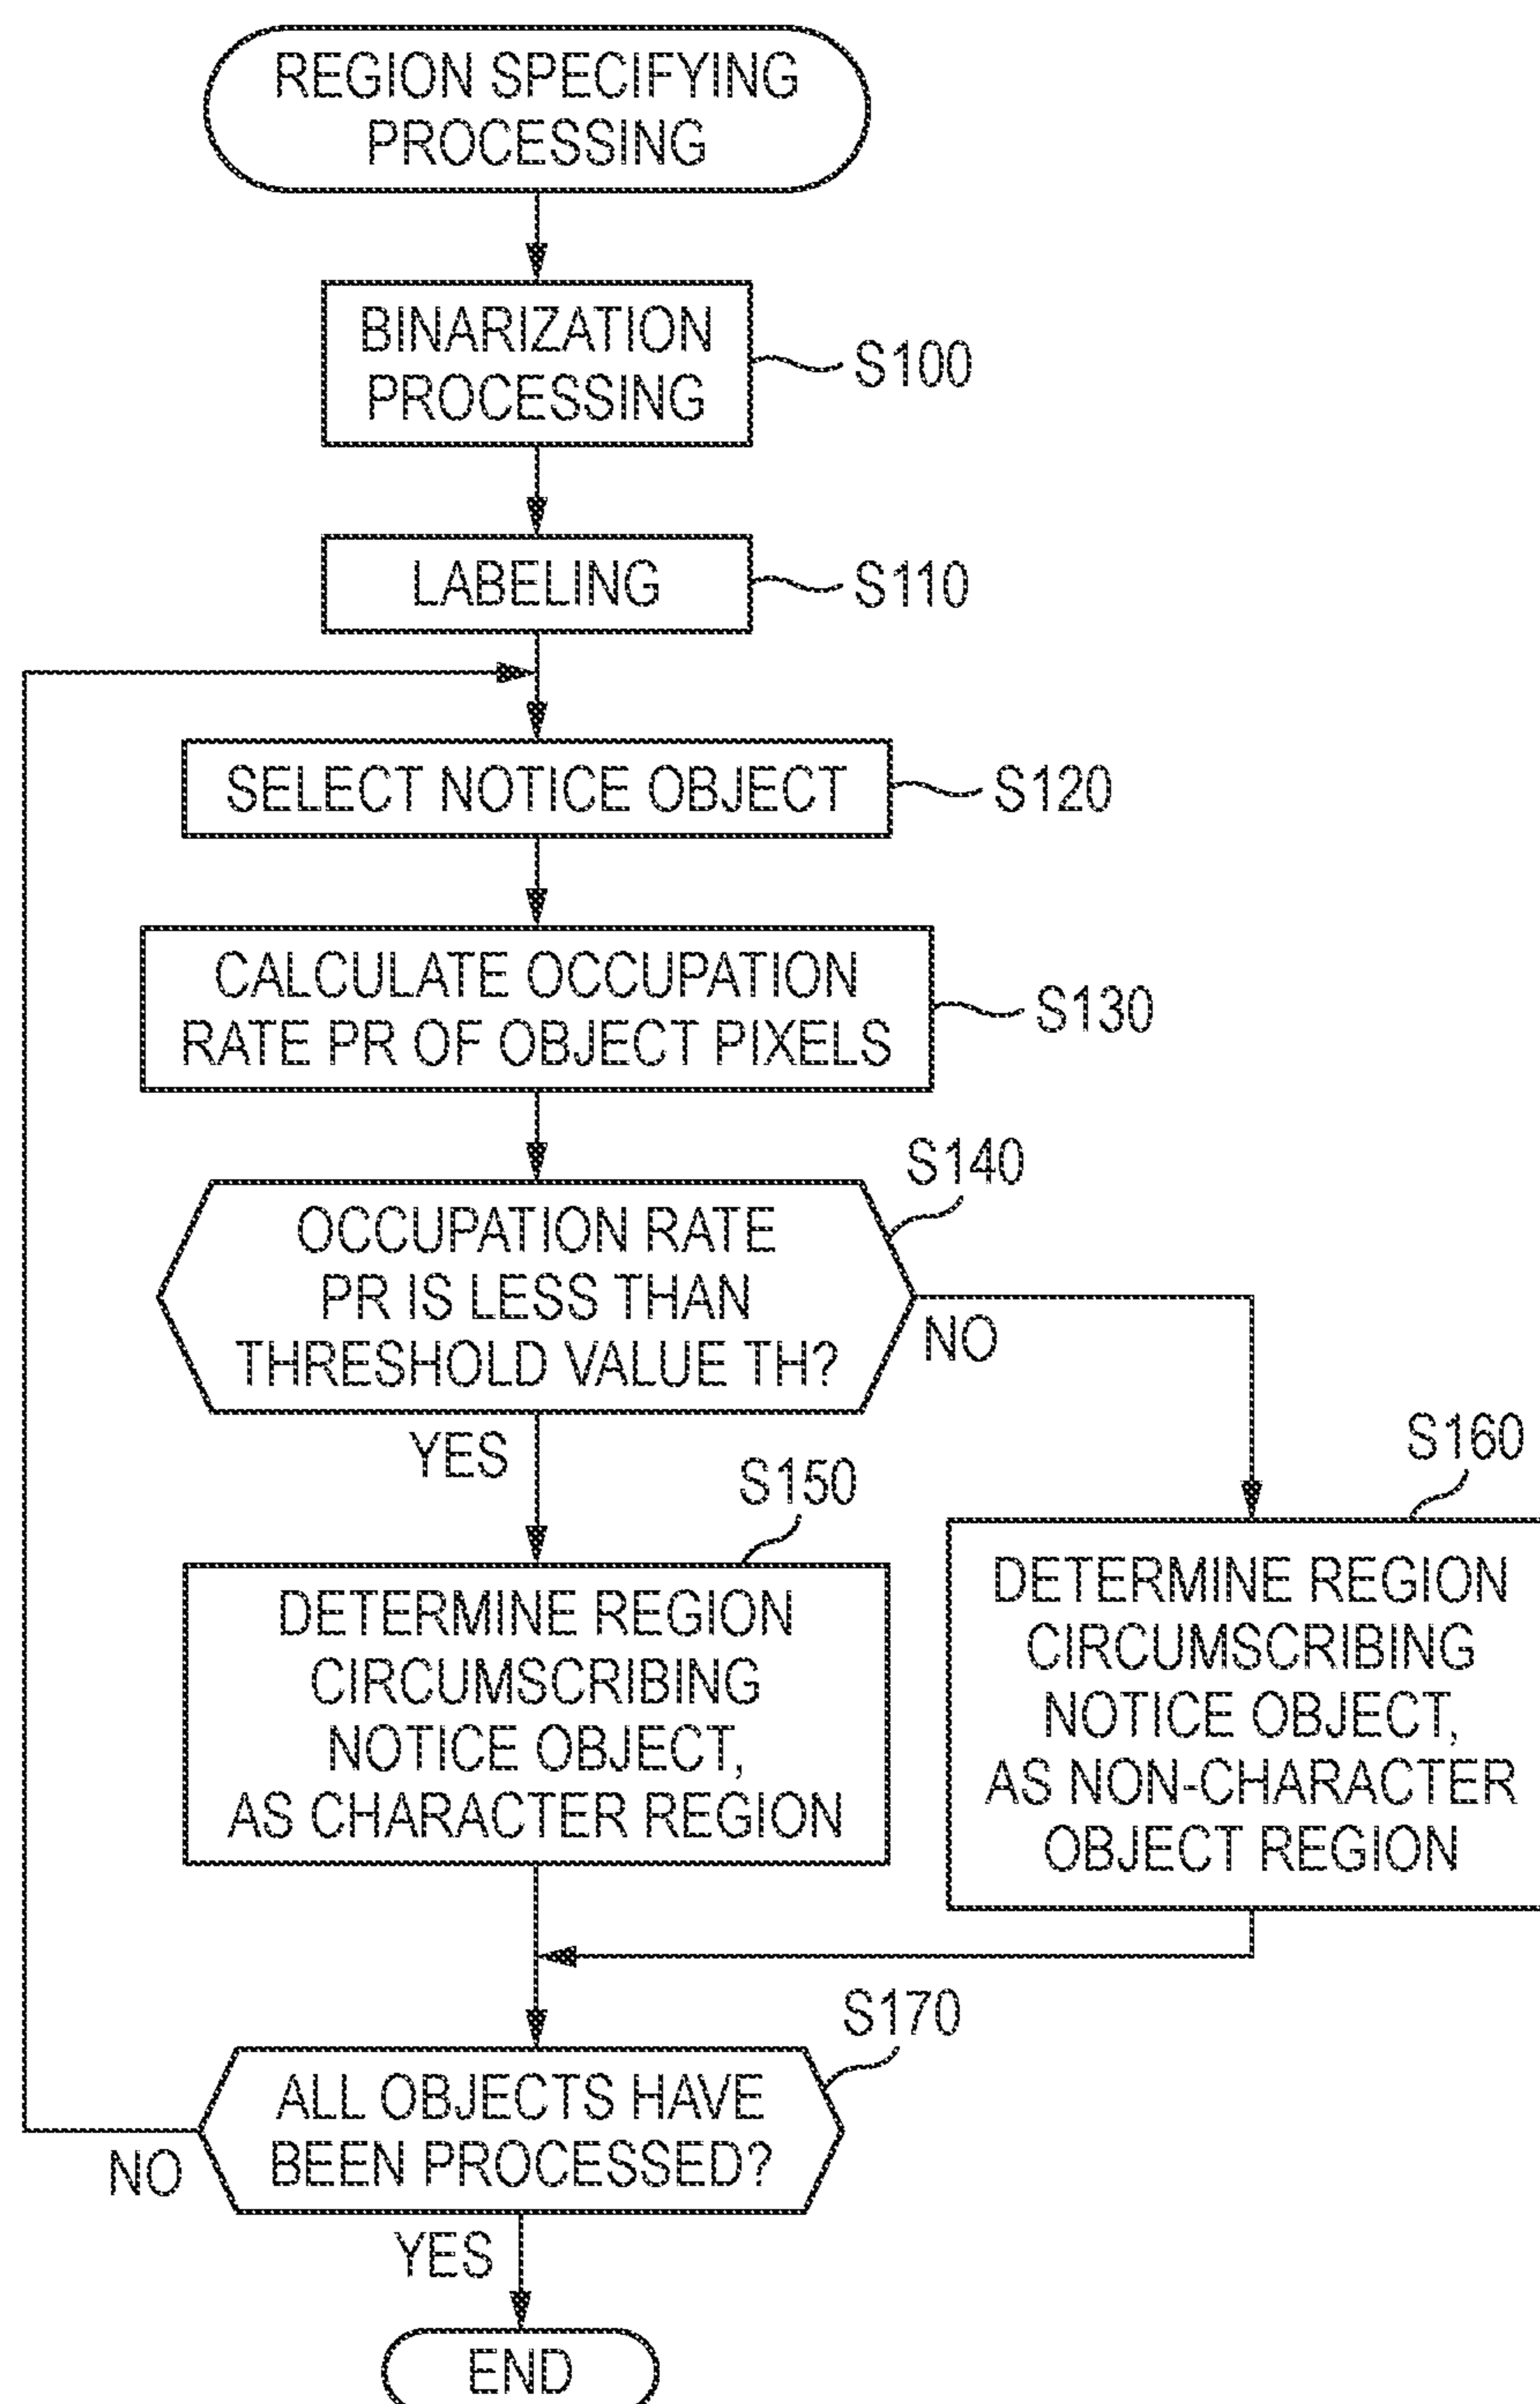 REGION SPECIFYING
PROCESSING
BINARIZATION
PROCESSING
S100
LABELING
S110
SELECT NOTICE OBJECT
S120
CALCULATE OCCUPATION
RATE PR OF OBJECT PIXELS
S130
S140
OCCUPATION RATE
PR IS LESS THAN
THRESHOLD VALUE TH?
NO
YES
S150
DETERMINE REGION
CIRCUMSCRIBING
NOTICE OBJECT,
AS CHARACTER REGION
S160
DETERMINE REGION
CIRCUMSCRIBING
NOTICE OBJECT,
AS NON-CHARACTER
OBJECT REGION
S170
ALL OBJECTS HAVE
BEEN PROCESSED?
NO
YES
END